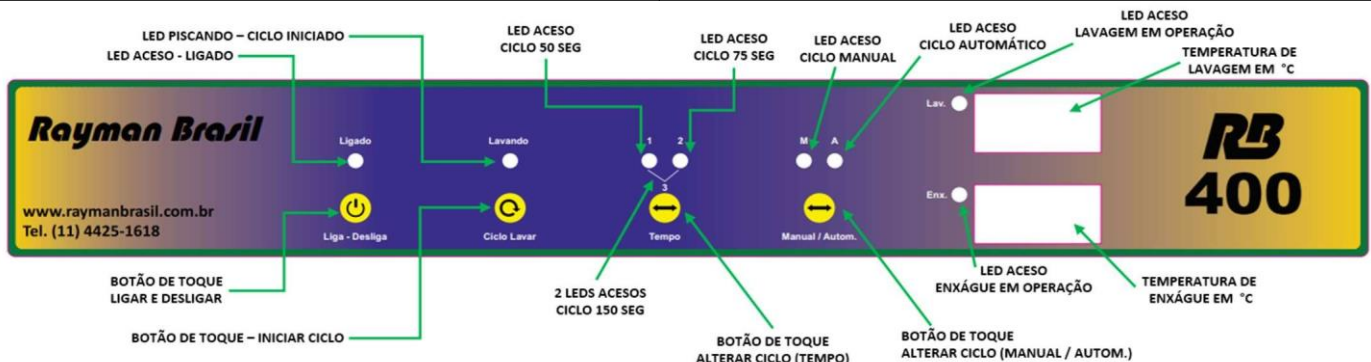 LED PISCANDO – CICLO INICIADO
LED ACESO - LIGADO
LED ACESO
CICLO 50 SEG
LED ACESO
CICLO 75 SEG
LED ACESO
CICLO MANUAL
LED ACESO
CICLO AUTOMÁTICO
LED ACESO
LAVAGEM EM OPERAÇÃO
TEMPERATURA DE
LAVAGEM EM °C
Rayman Brasil
www.raymanbrasil.com.br
Tel. (11) 4425-1618
Ligado
Liga - Desliga
Lavando
Ciclo Lavar
1 2
3
Tempo
M A
Manual / Autom.
Lav.
Enx.
RB
400
BOTÃO DE TOQUE
LIGAR E DESLIGAR
BOTÃO DE TOQUE – INICIAR CICLO
2 LEDS ACESOS
CICLO 150 SEG
BOTÃO DE TOQUE
ALTERAR CICLO (TEMPO)
BOTÃO DE TOQUE
ALTERAR CICLO (MANUAL / AUTOM.)
LED ACESO
ENXÁGUE EM OPERAÇÃO
TEMPERATURA DE
ENXÁGUE EM °C